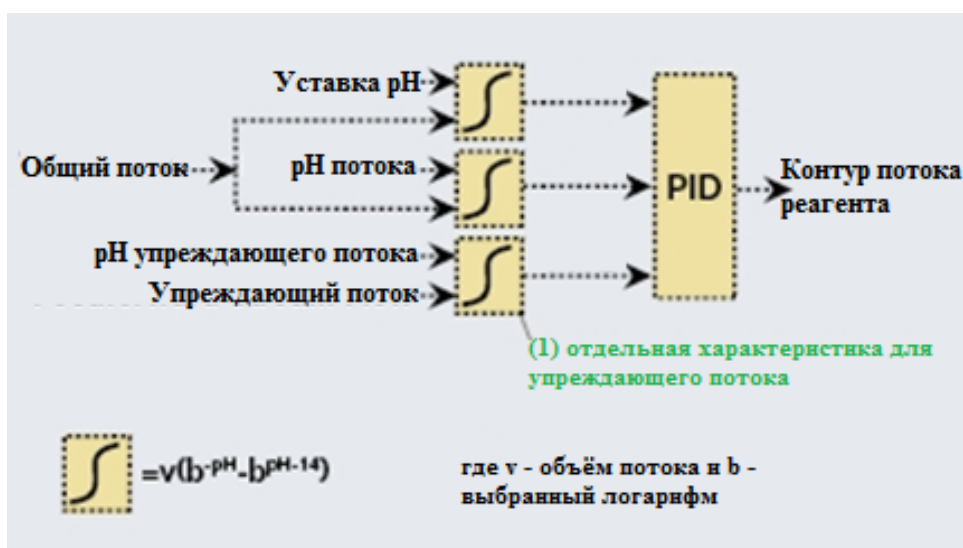 Уставка pH
Общий поток
pH потока
pH упреждающего потока
Упреждающий поток
PID
Контур потока
реагента
(1) отдельная характеристика для
упреждающего потока
=v(b^-pH-b^pH-14)
где v - объём потока и b -
выбранный логарифм